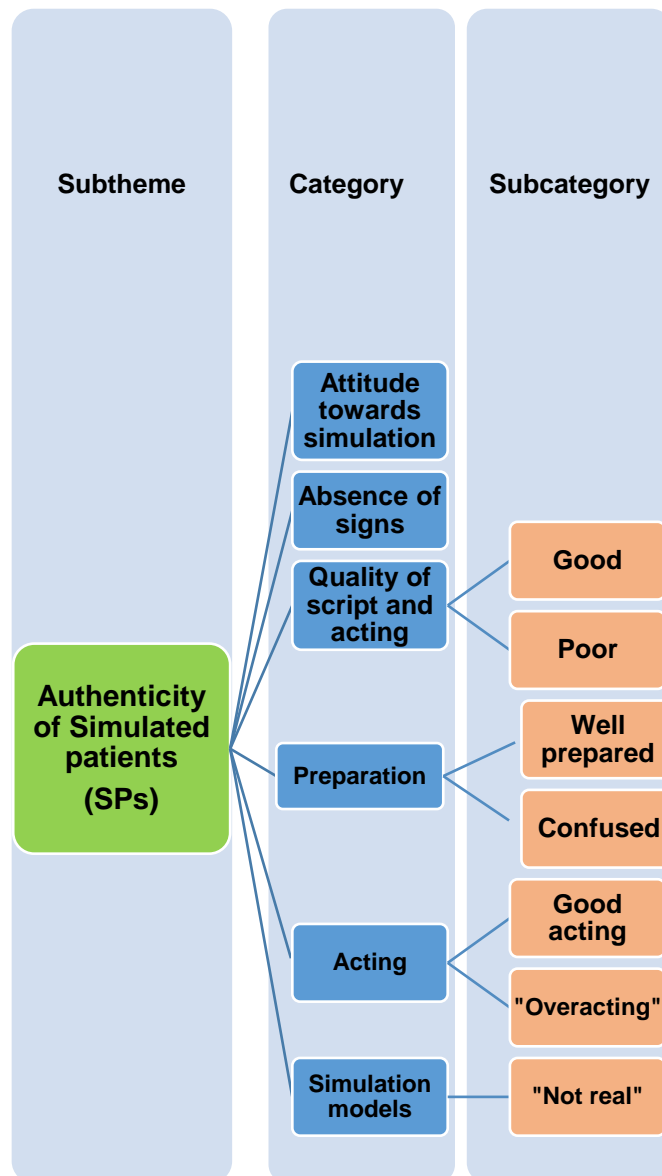 Subtheme
Category
Subcategory
Authenticity
of Simulated
patients
(SPs)
Attitude
towards
simulation
Absence of
signs
Quality of
script and
acting
Preparation
Acting
Simulation
models
Good
Poor
Well
prepared
Confused
Good
acting
"Overacting"
"Not real"